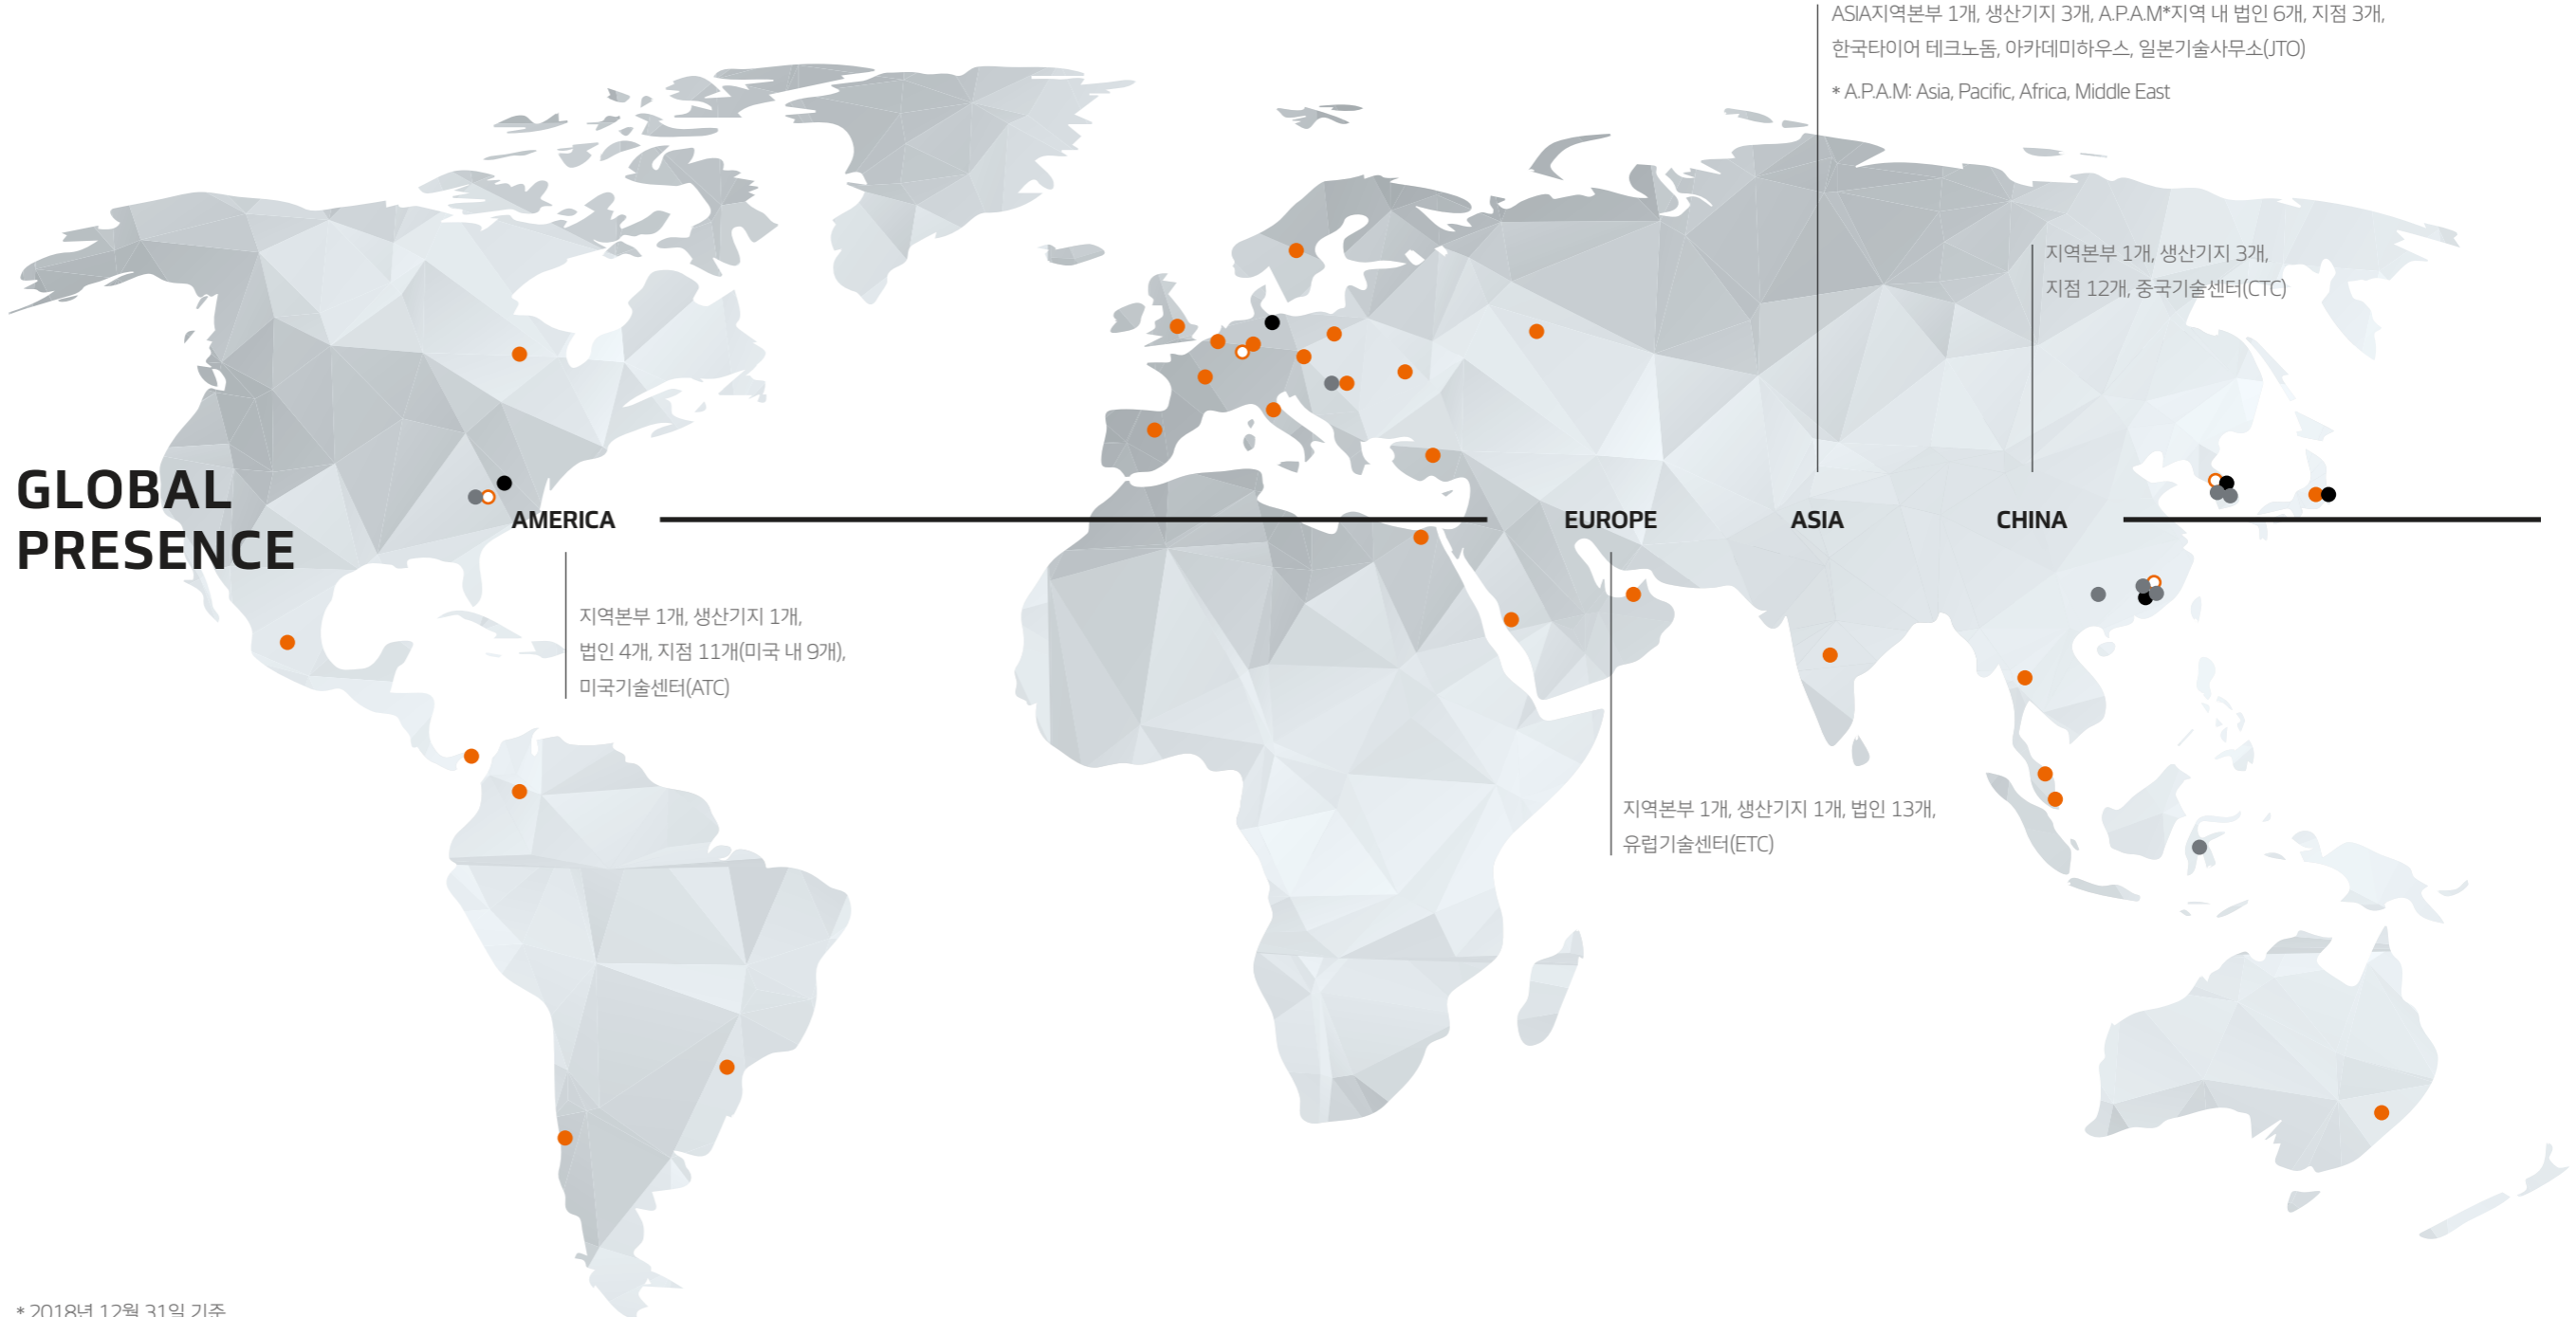 ASIA지역본부 1개, 생산기지 3개, A.P.A.M*지역 내 법인 6개, 지점 3개,
한국타이어 테크노돔, 아카데미하우스, 일본기술사무소(JTO)
* A.P.A.M: Asia, Pacific, Africa, Middle East
지역본부 1개, 생산기지 3개,
지점 12개, 중국기술센터(CTC)
GLOBAL
PRESENCE
AMERICA
EUROPE
ASIA
CHINA
지역본부 1개, 생산기지 1개,
법인 4개, 지점 11개(미국 내 9개),
미국기술센터(ATC)
지역본부 1개, 생산기지 1개, 법인 13개,
유럽기술센터(ETC)
* 2018년 12월 31일 기준